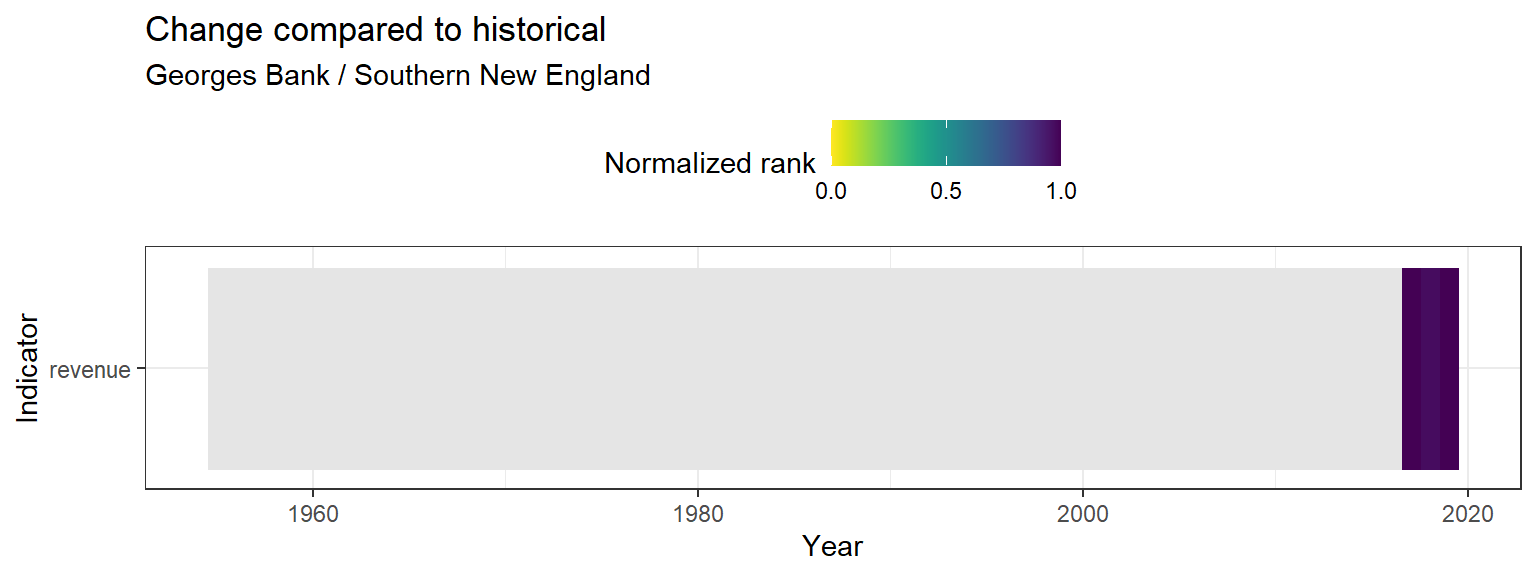 Change compared to historical
Georges Bank / Southern New England
Normalized rank
0.0 0.5 1.0
Indicator
revenue
1960 1980 2000 2020
Year